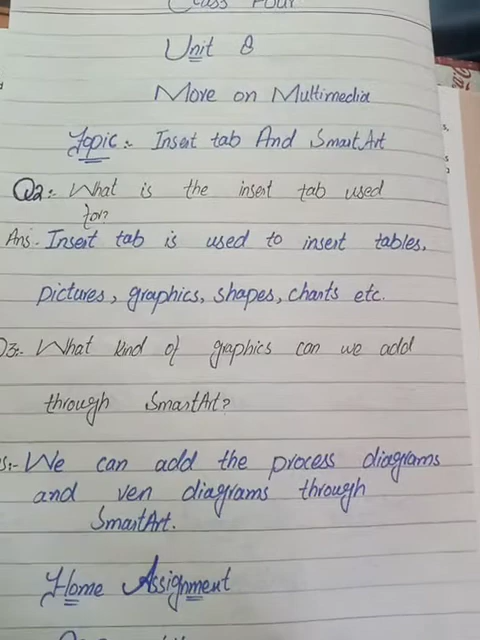 Class Four
Unit 8
More on Multimedia
Topic:- Insert tab And SmartArt
Q2:- What is the insert tab used
for?
Ans:- Insert tab is used to insert tables,
pictures, graphics, shapes, charts etc.
Q3:- What kind of graphics can we add
through SmartArt?
s:- We can add the process diagrams
and ven diagrams through
SmartArt.
Home Assignment